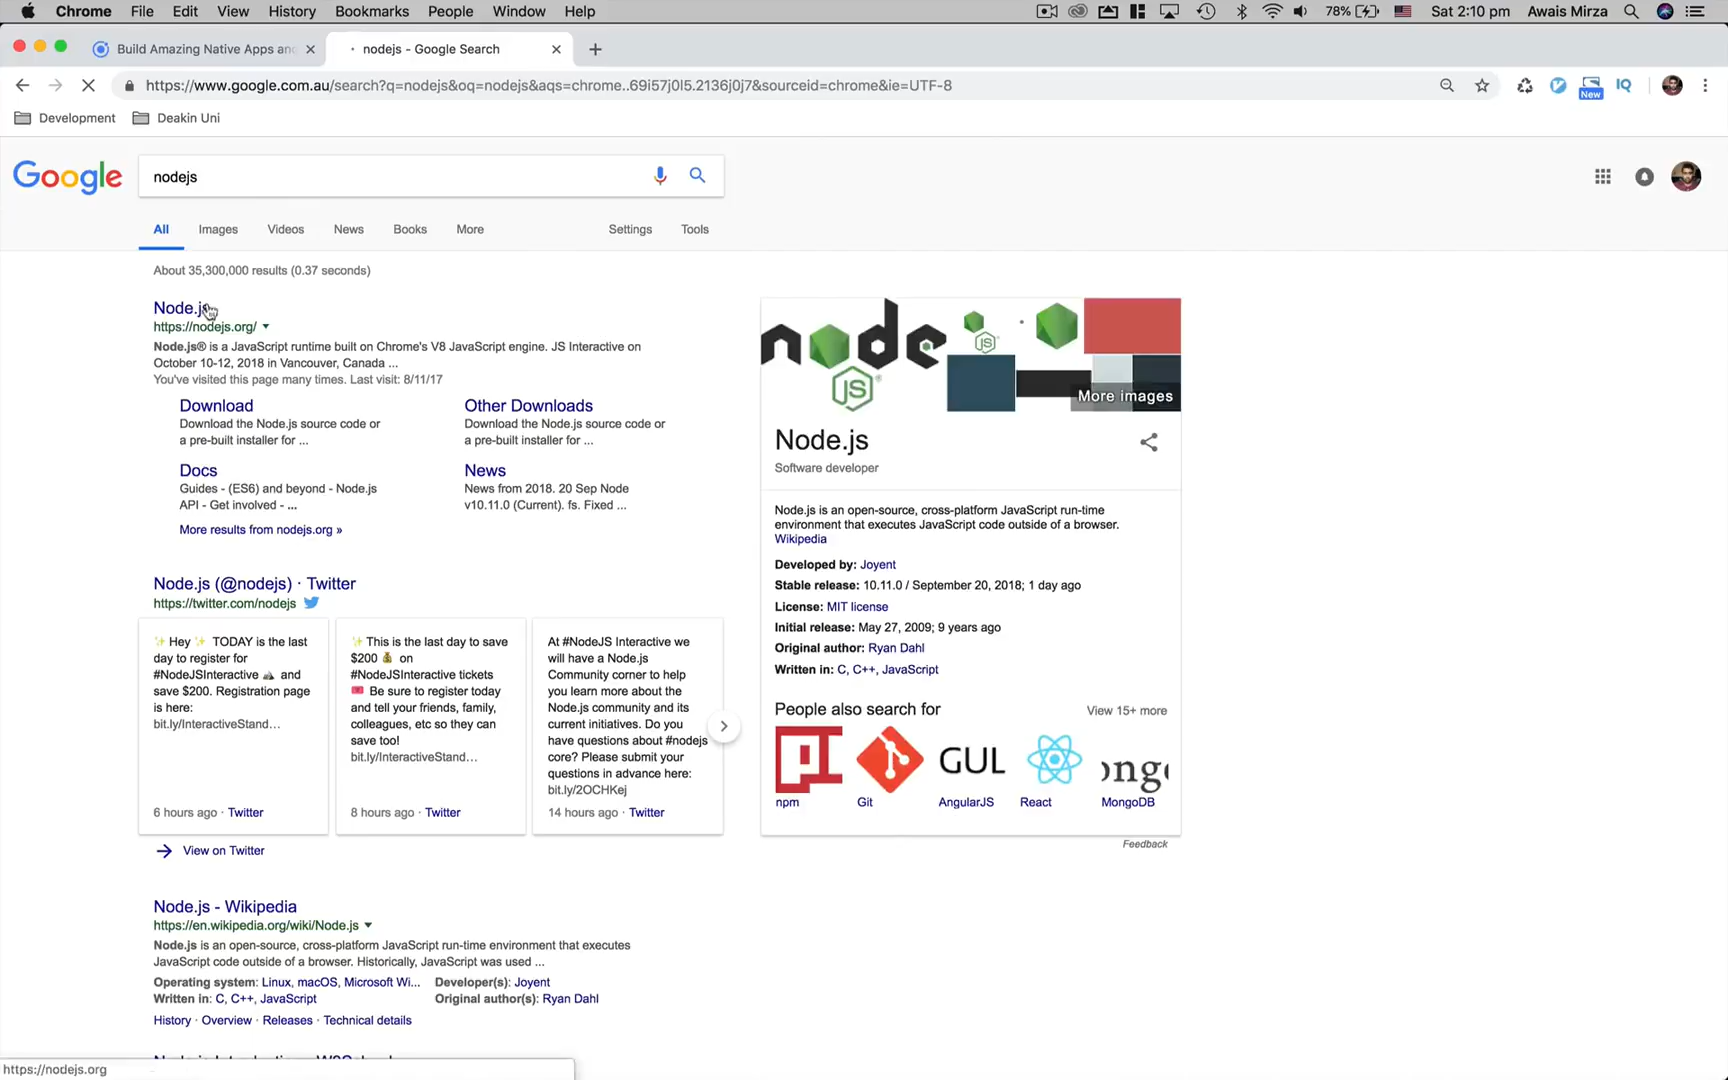 Chrome File Edit View History Bookmarks People Window Help 78% Sat 2:10 pm Awais Mirza
Build Amazing Native Apps and nodejs - Google Search
https://www.google.com.au/search?q=nodejs&oq=nodejs&aqs=chrome..69i57j0l5.2136j0j7&sourceid=chrome&ie=UTF-8 New IQ
Development Deakin Uni
Google nodejs
All Images Videos News Books More Settings Tools
About 35,300,000 results (0.37 seconds)
Node.js
https://nodejs.org/
Node.js® is a JavaScript runtime built on Chrome's V8 JavaScript engine. JS Interactive on
October 10-12, 2018 in Vancouver, Canada ...
You've visited this page many times. Last visit: 8/11/17
Download
Download the Node.js source code or
a pre-built installer for ...
Other Downloads
Download the Node.js source code or
a pre-built installer for ...
Docs
Guides - (ES6) and beyond - Node.js
API - Get involved - ...
News
News from 2018. 20 Sep Node
v10.11.0 (Current). fs. Fixed ...
More results from nodejs.org »
Node.js (@nodejs) · Twitter
https://twitter.com/nodejs
✨ Hey ✨ TODAY is the last
day to register for
#NodeJSInteractive 🏔 and
save $200. Registration page
is here:
bit.ly/InteractiveStand...
6 hours ago · Twitter
✨ This is the last day to save
$200 💰 on
#NodeJSInteractive tickets
🎟 Be sure to register today
and tell your friends, family,
colleagues, etc so they can
save too!
bit.ly/InteractiveStand...
8 hours ago · Twitter
At #NodeJS Interactive we
will have a Node.js
Community corner to help
you learn more about the
Node.js community and its
current initiatives. Do you
have questions about #nodejs
core? Please submit your
questions in advance here:
bit.ly/2OCHKej
14 hours ago · Twitter
View on Twitter
Node.js - Wikipedia
https://en.wikipedia.org/wiki/Node.js
Node.js is an open-source, cross-platform JavaScript run-time environment that executes
JavaScript code outside of a browser. Historically, JavaScript was used ...
Operating system: Linux, macOS, Microsoft Wi... Developer(s): Joyent
Written in: C, C++, JavaScript Original author(s): Ryan Dahl
History · Overview · Releases · Technical details
https://nodejs.org
node
JS
JS
More images
Node.js
Software developer
Node.js is an open-source, cross-platform JavaScript run-time
environment that executes JavaScript code outside of a browser.
Wikipedia
Developed by: Joyent
Stable release: 10.11.0 / September 20, 2018; 1 day ago
License: MIT license
Initial release: May 27, 2009; 9 years ago
Original author: Ryan Dahl
Written in: C, C++, JavaScript
People also search for View 15+ more
GUL ongo
npm Git AngularJS React MongoDB
Feedback